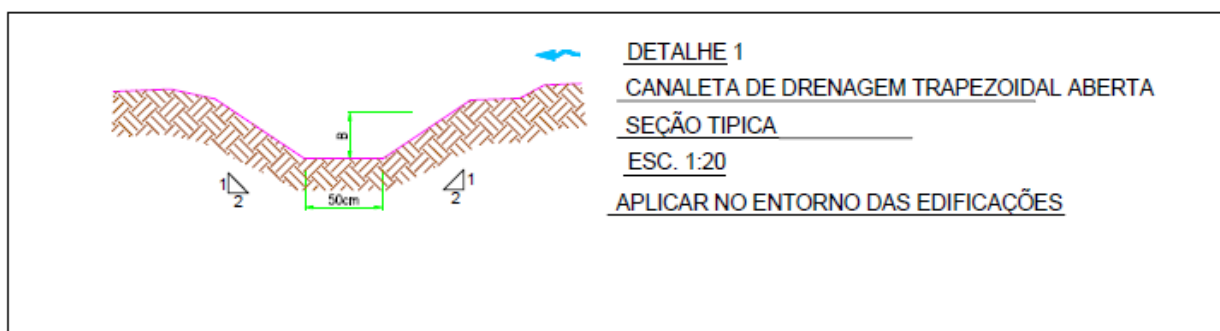 DETALHE 1
CANALETA DE DRENAGEM TRAPEZOIDAL ABERTA
SEÇÃO TIPICA
ESC. 1:20
APLICAR NO ENTORNO DAS EDIFICAÇÕES
B
1
2
50cm
1
2